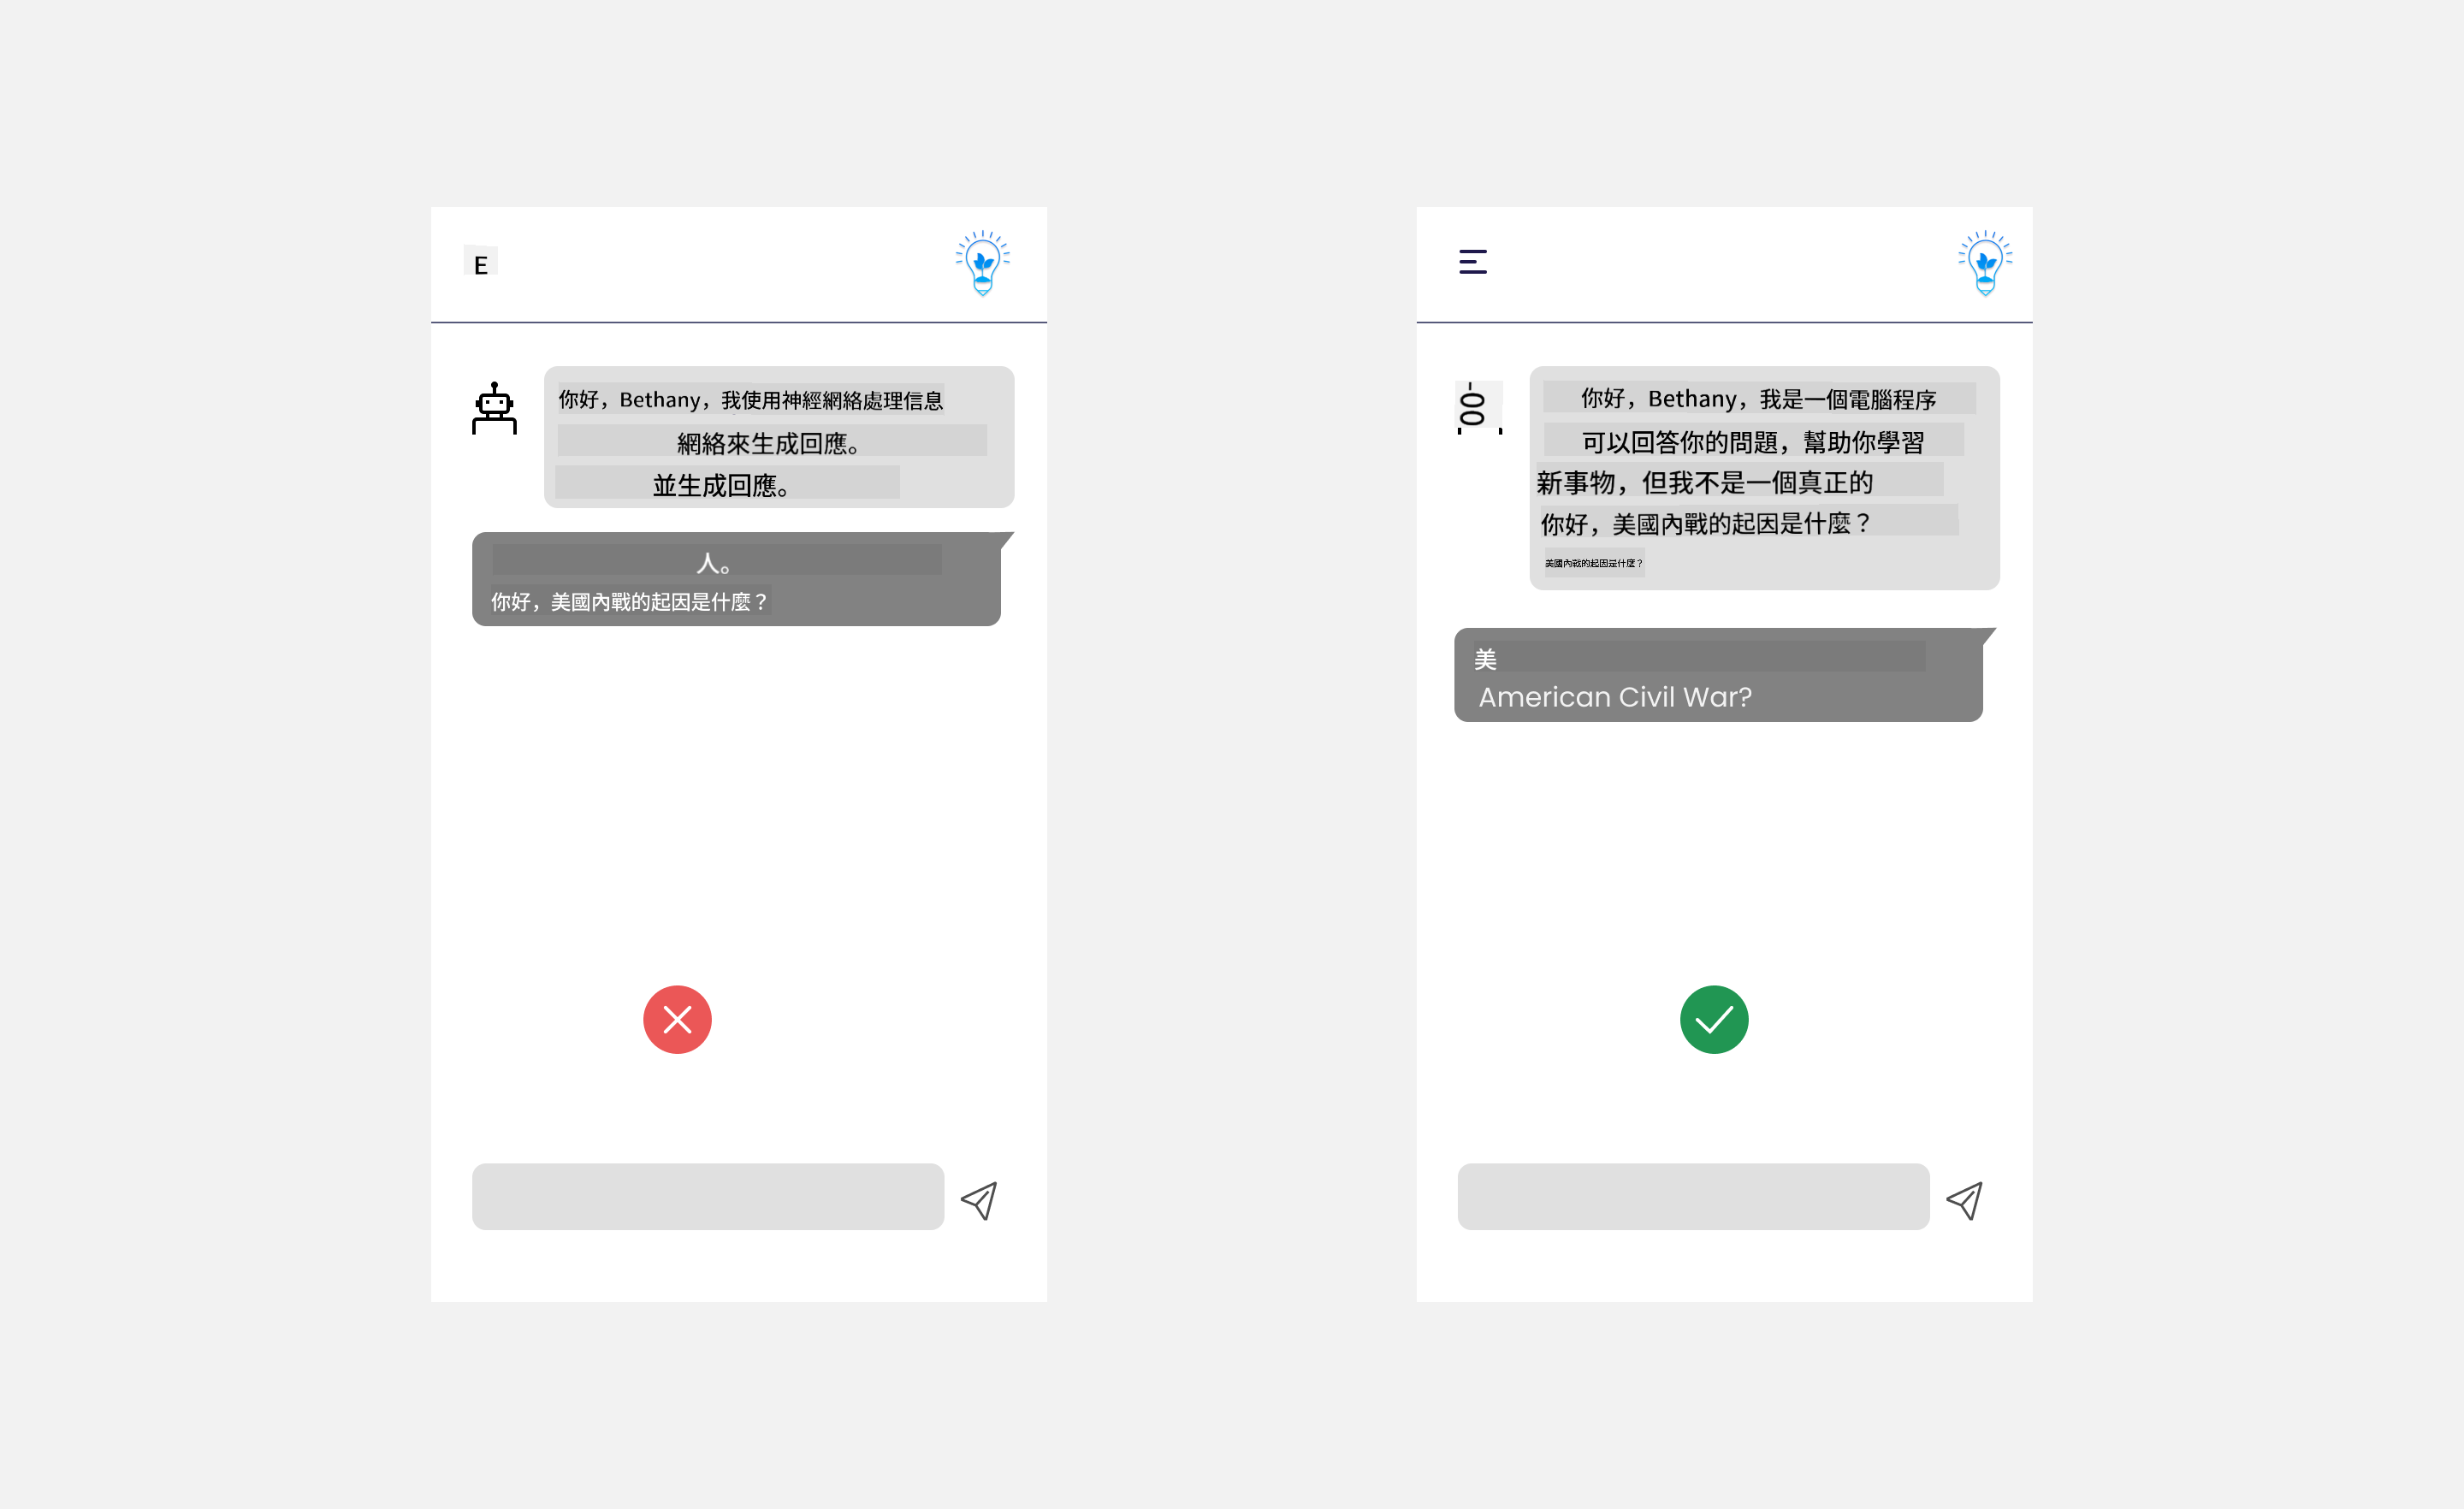 E
你好，Bethany，我使用神經網絡處理信息
網絡來生成回應。
並生成回應。
人。
你好，美國內戰的起因是什麼？
00-
你好，Bethany，我是一個電腦程序
可以回答你的問題，幫助你學習
新事物，但我不是一個真正的
你好，美國內戰的起因是什麼？
美國內戰的起因是什麼？
美
American Civil War?